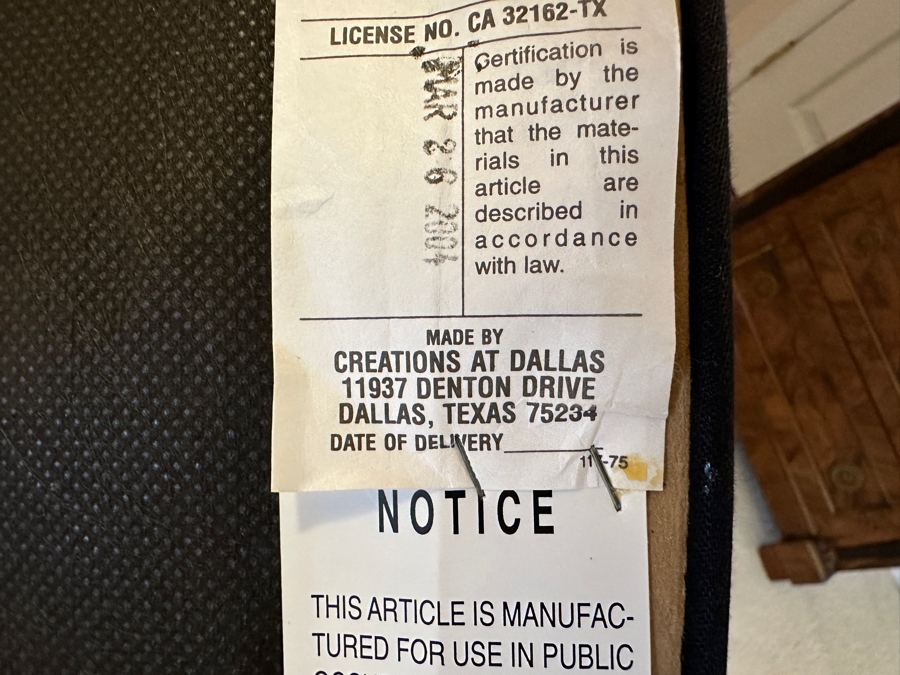 LICENSE NO. CA 32162-TX
MAR 26 2004
Certification is
made by the
manufacturer
that the mate-
rials in this
article are
described in
accordance
with law.
MADE BY
CREATIONS AT DALLAS
11937 DENTON DRIVE
DALLAS, TEXAS 75234
DATE OF DELIVERY
NOTICE
THIS ARTICLE IS MANUFAC-
TURED FOR USE IN PUBLIC